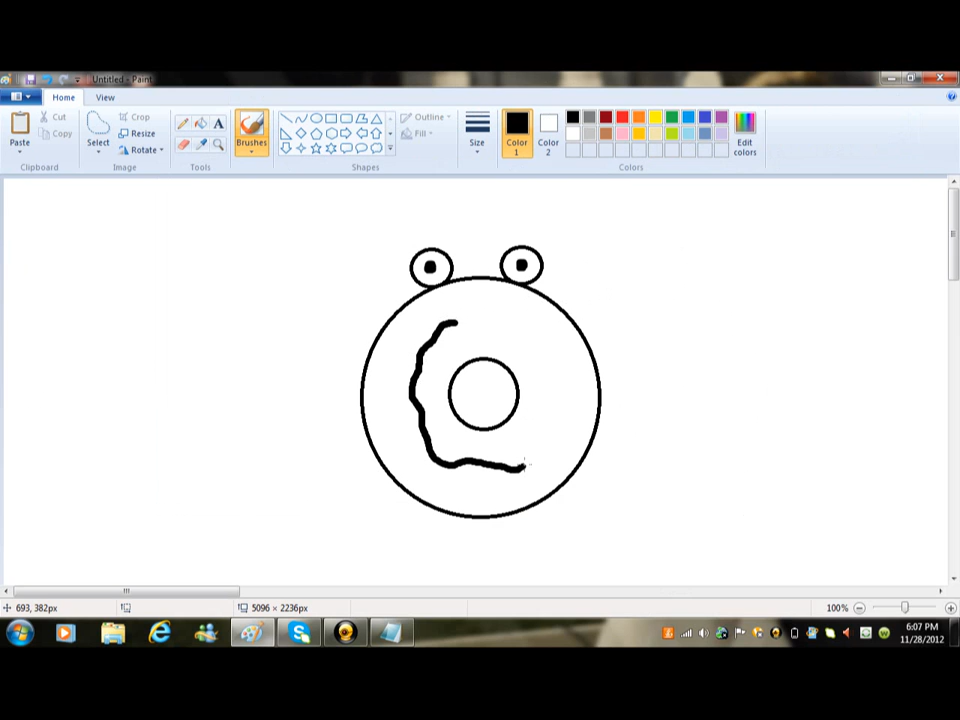 Untitled - Paint
Home View
Cut
Copy
Paste
Clipboard
Select
Crop
Resize
Rotate
Image
A
Tools
Brushes
Outline
Fill
Shapes
Size
Color 1
Color 2
Edit colors
Colors
693, 382px
5096 × 2236px
100%
6:07 PM
11/28/2012